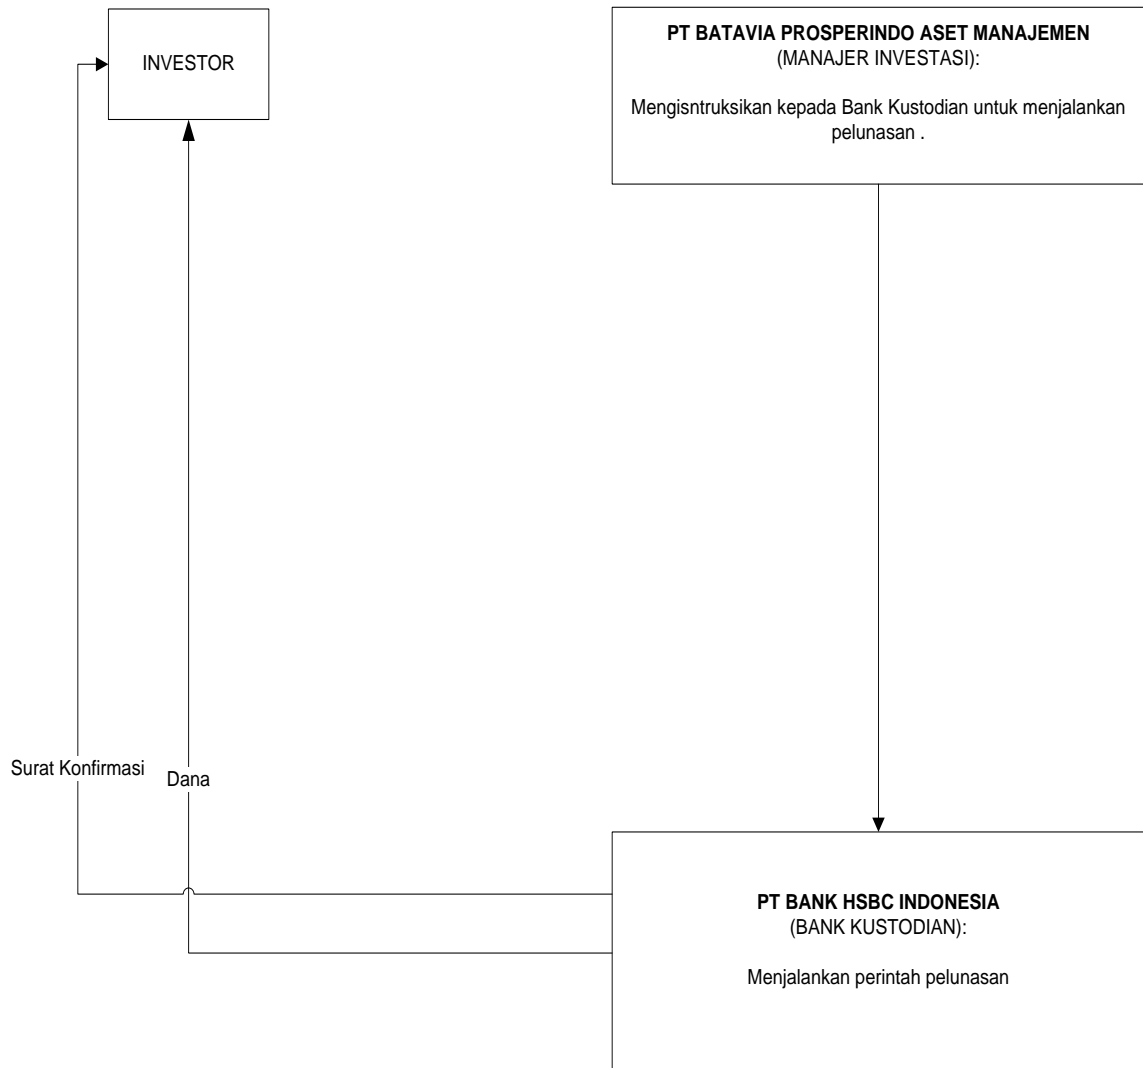 INVESTOR
PT BATAVIA PROSPERINDO ASET MANAJEMEN
(MANAJER INVESTASI):
Mengisntruksikan kepada Bank Kustodian untuk menjalankan
pelunasan .
Surat Konfirmasi
Dana
PT BANK HSBC INDONESIA
(BANK KUSTODIAN):
Menjalankan perintah pelunasan